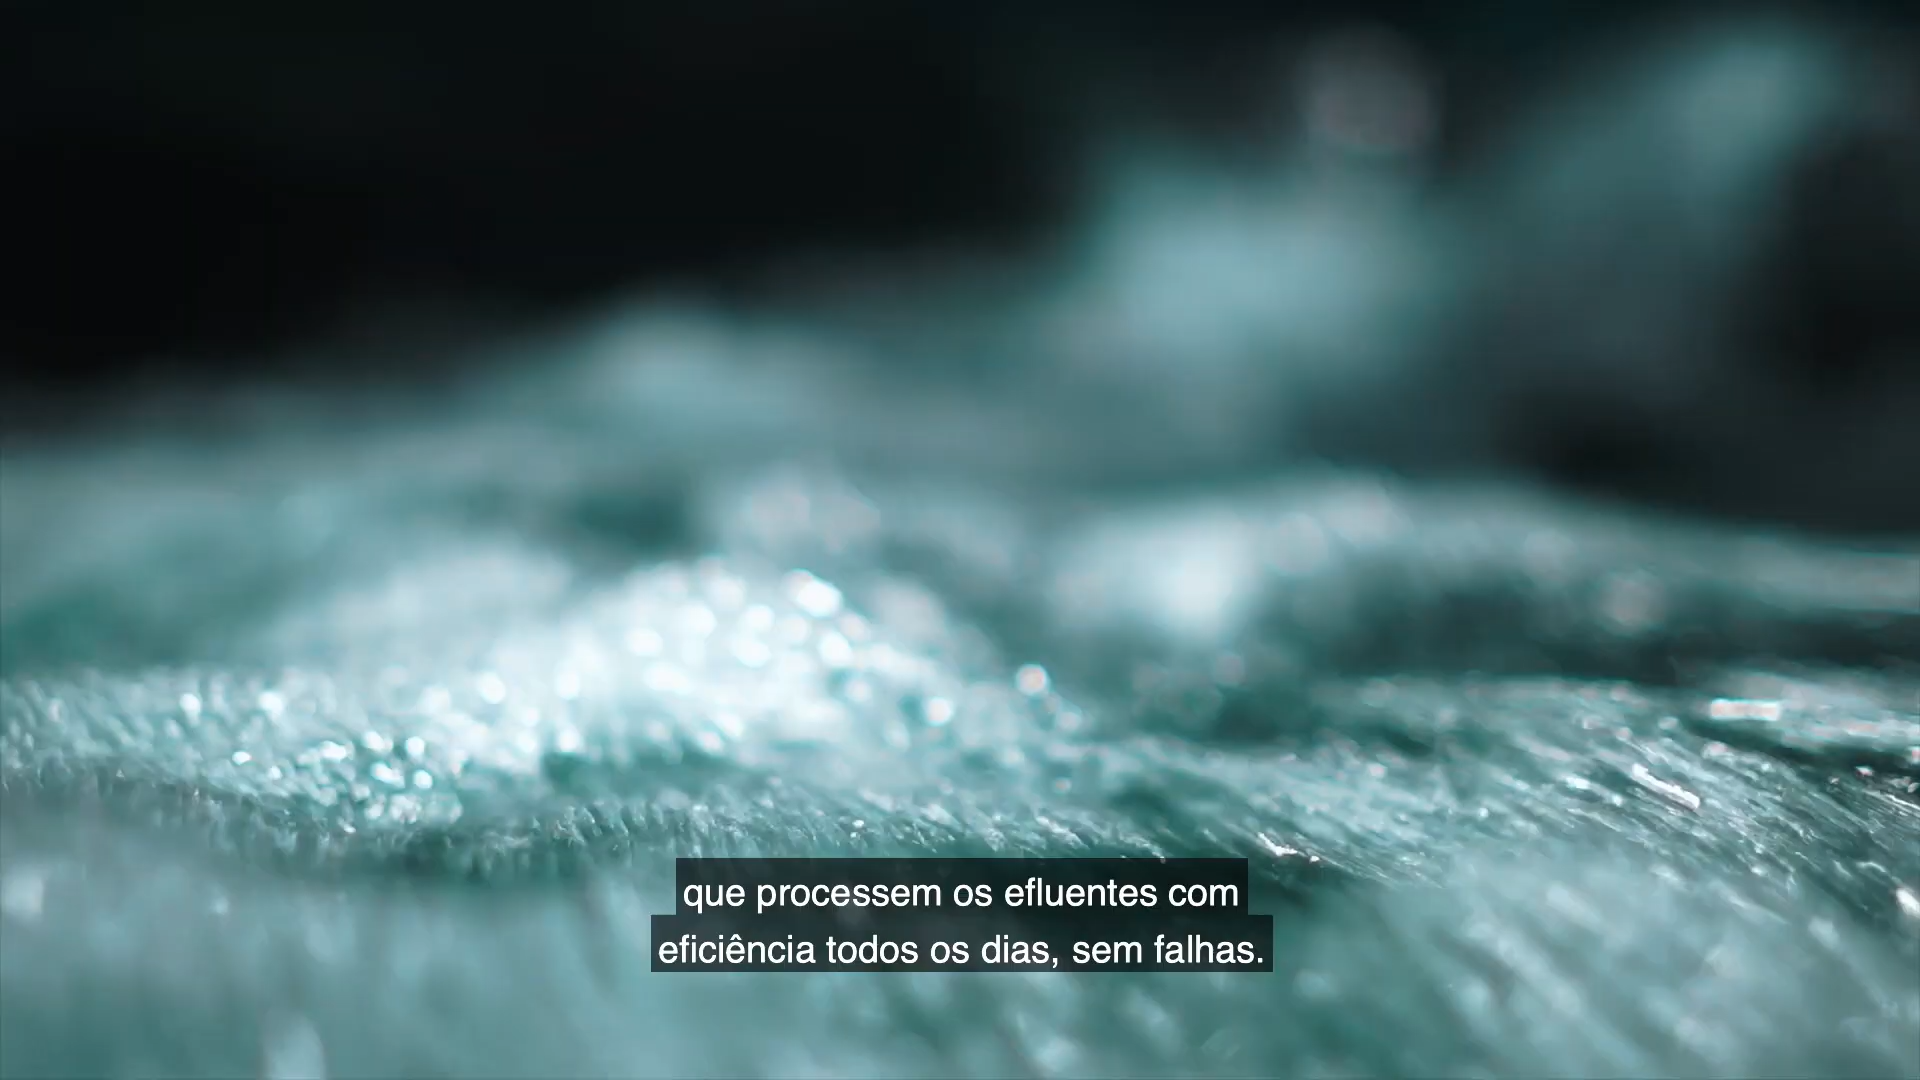 que processem os efluentes com
eficiência todos os dias, sem falhas.